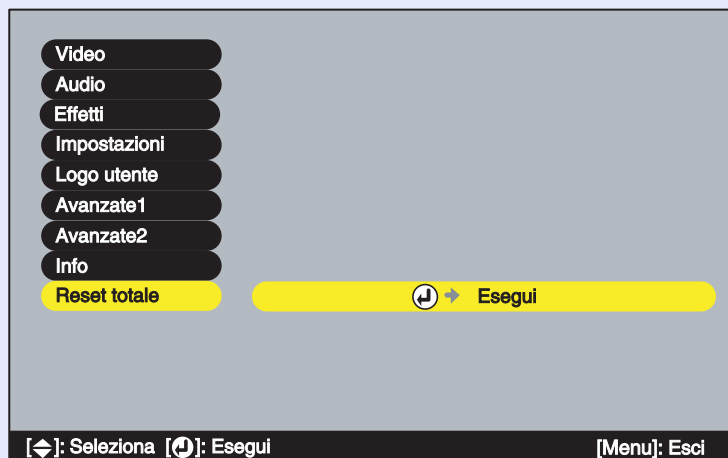 Video
Audio
Effetti
Impostazioni
Logo utente
Avanzate1
Avanzate2
Info
Reset totale
Esegui
[]: Seleziona []: Esegui
[Menu]: Esci